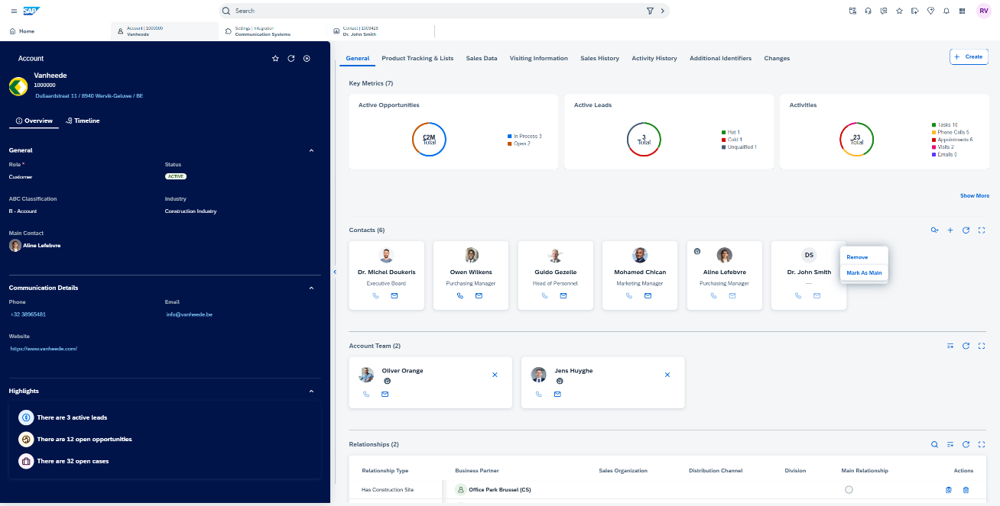 SAP
Search
RV
Home
Account | 1000000
Vanheede
Settings | Integration
Communication Systems
Contact | 1003426
Dr. John Smith
Account
Vanheede
1000000
Dullaardstraat 11 / 8940 Wervik-Geluwe / BE
Overview
Timeline
General
Role *
Status
Customer
ACTIVE
ABC Classification
Industry
B - Account
Construction Industry
Main Contact
Aline Lefebvre
Communication Details
Phone
Email
+32 38965481
info@vanheede.be
Website
https://www.vanheede.com/
Highlights
There are 3 active leads
There are 12 open opportunities
There are 32 open cases
General
Product Tracking & Lists
Sales Data
Visiting Information
Sales History
Activity History
Additional Identifiers
Changes
Create
Key Metrics (7)
Active Opportunities
€2M
Total
In Process 3
Open 2
Active Leads
3
Total
Hot 1
Cold 1
Unqualified 1
Activities
23
Total
Tasks 10
Phone Calls 5
Appointments 6
Visits 2
Emails 0
Show More
Contacts (6)
Dr. Michel Doukeris
Executive Board
Owen Wilkens
Purchasing Manager
Guido Gezelle
Head of Personnel
Mohamed Chican
Marketing Manager
Aline Lefebvre
Purchasing Manager
DS
Dr. John Smith
—
Remove
Mark As Main
Account Team (2)
Oliver Orange
Jens Huyghe
Relationships (2)
Relationship Type
Business Partner
Sales Organization
Distribution Channel
Division
Main Relationship
Actions
Has Construction Site
Office Park Brussel (CS)